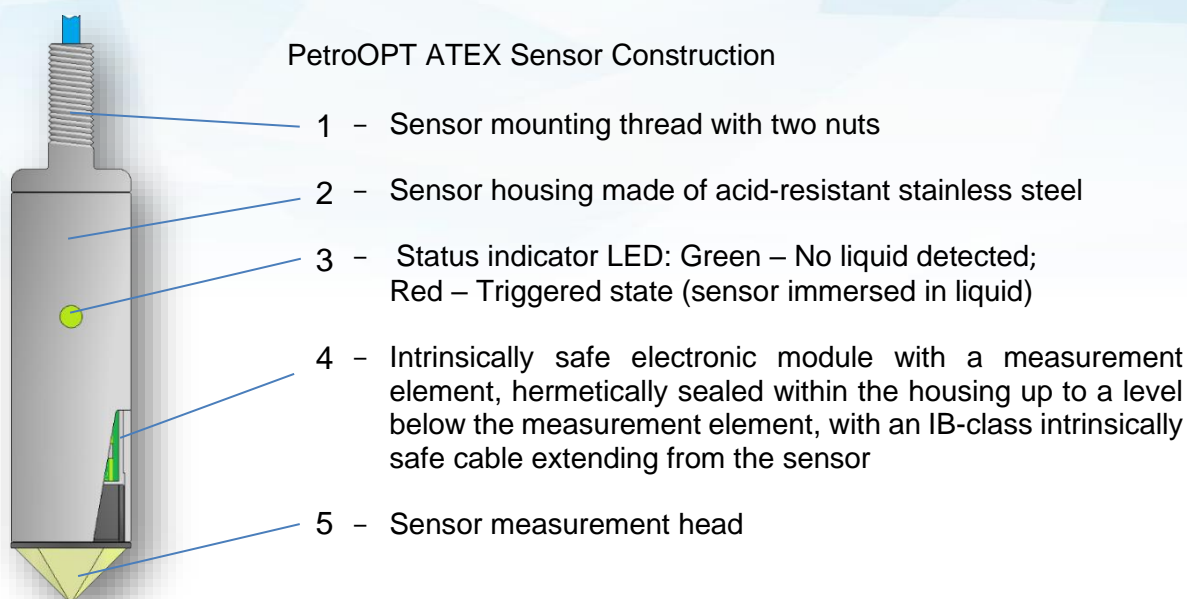 PetroOPT ATEX Sensor Construction
1 – Sensor mounting thread with two nuts
2 – Sensor housing made of acid-resistant stainless steel
3 – Status indicator LED: Green – No liquid detected;
Red – Triggered state (sensor immersed in liquid)
4 – Intrinsically safe electronic module with a measurement
element, hermetically sealed within the housing up to a level
below the measurement element, with an IB-class intrinsically
safe cable extending from the sensor
5 – Sensor measurement head